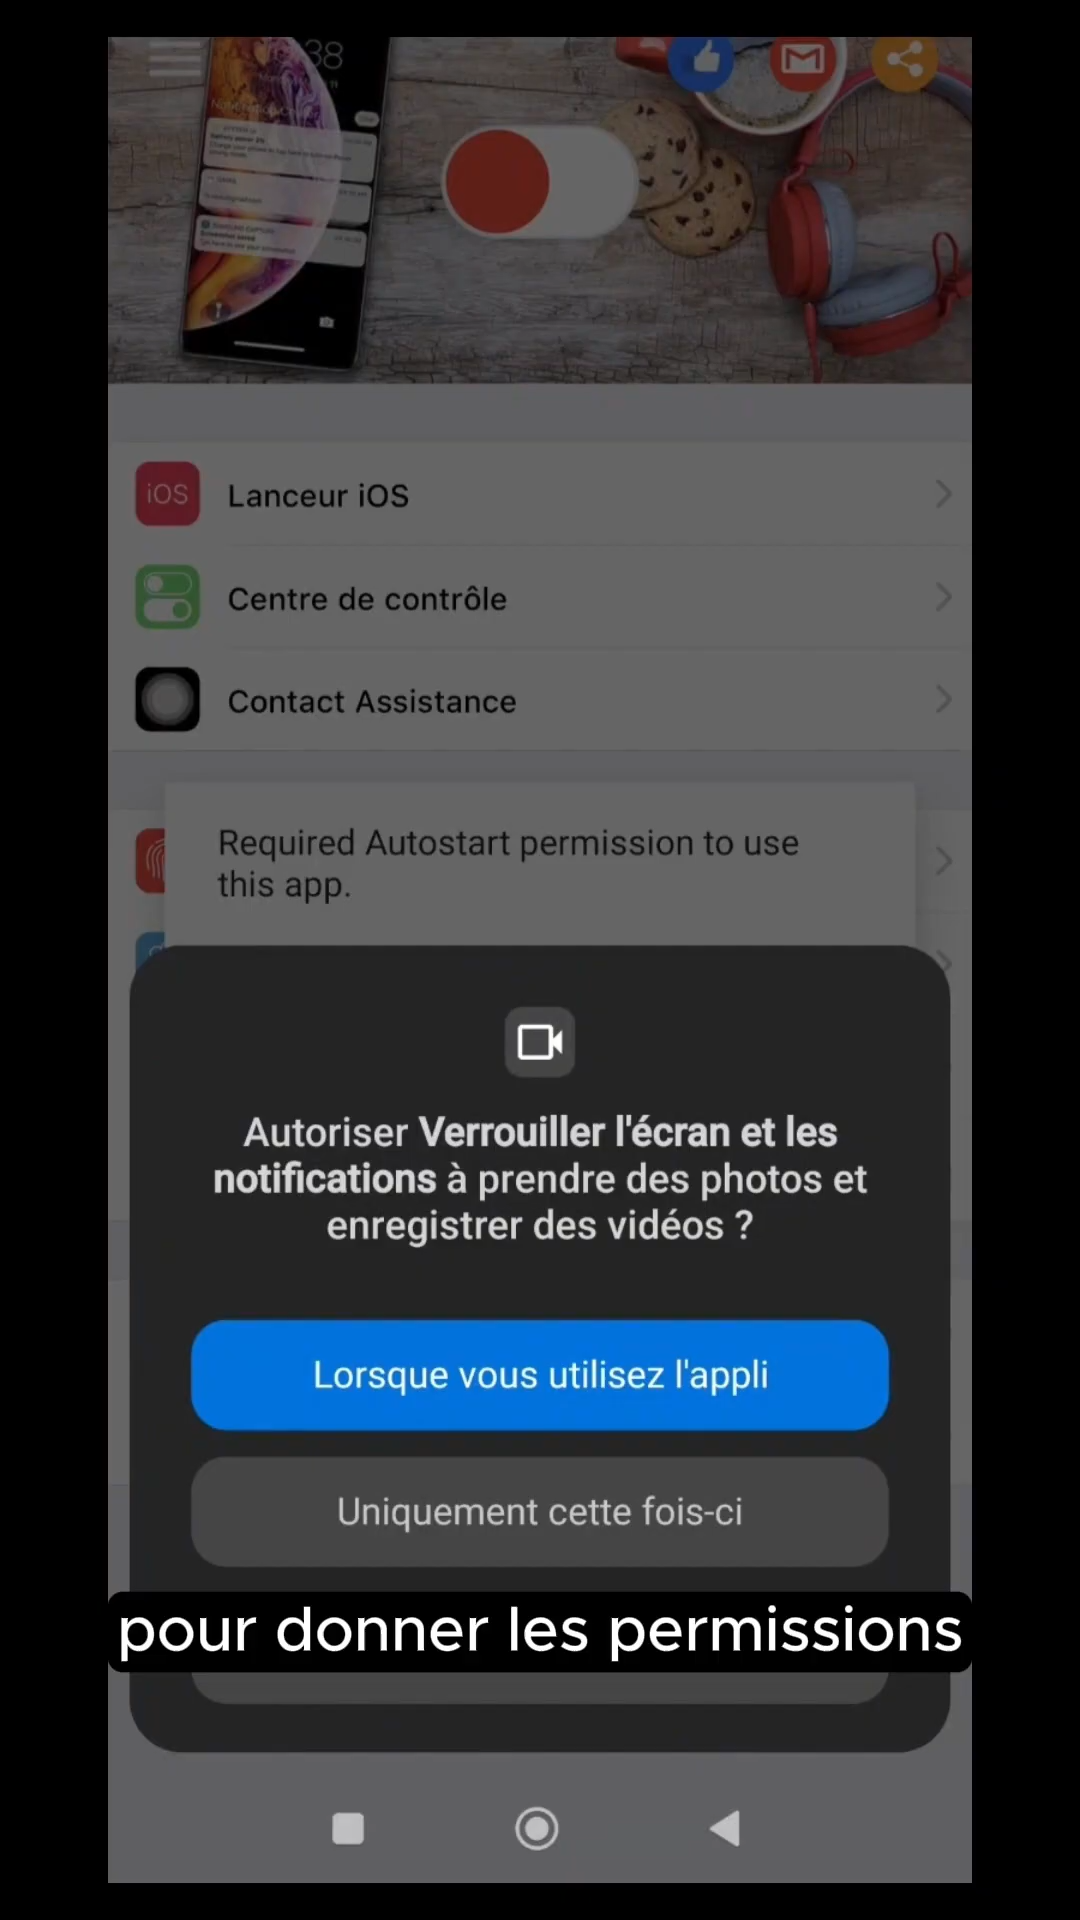 38
iOS
Lanceur iOS
Centre de contrôle
Contact Assistance
Required Autostart permission to use
this app.
Autoriser Verrouiller l'écran et les
notifications à prendre des photos et
enregistrer des vidéos ?
Lorsque vous utilisez l'appli
Uniquement cette fois-ci
pour donner les permissions